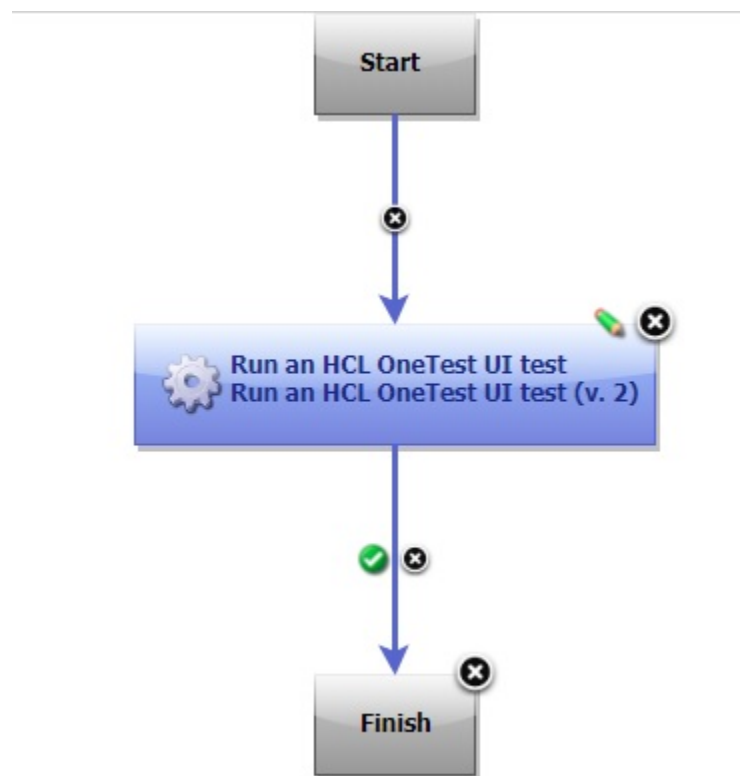 Start
Run an HCL OneTest UI test
Run an HCL OneTest UI test (v. 2)
Finish